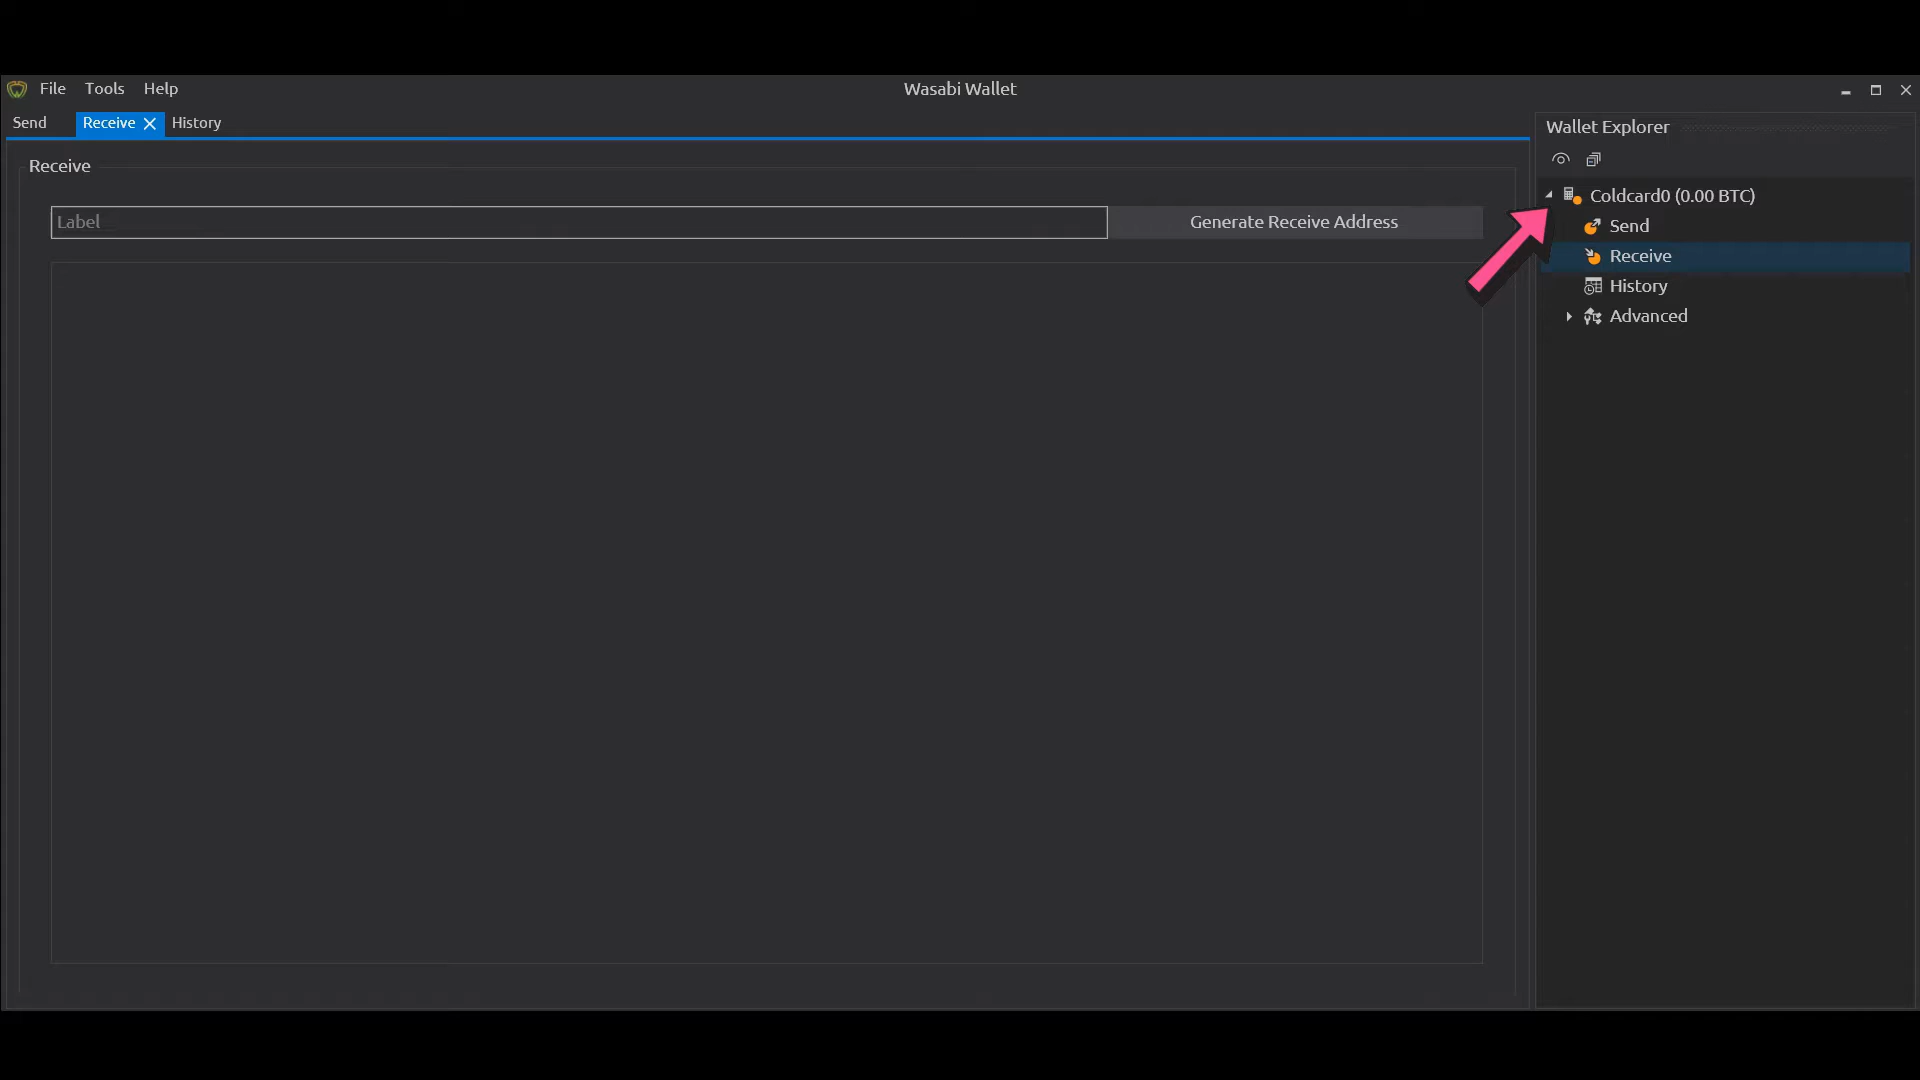 File Tools Help
Wasabi Wallet
Send Receive History
Receive
Label
Generate Receive Address
Wallet Explorer
Coldcard0 (0.00 BTC)
Send
Receive
History
Advanced